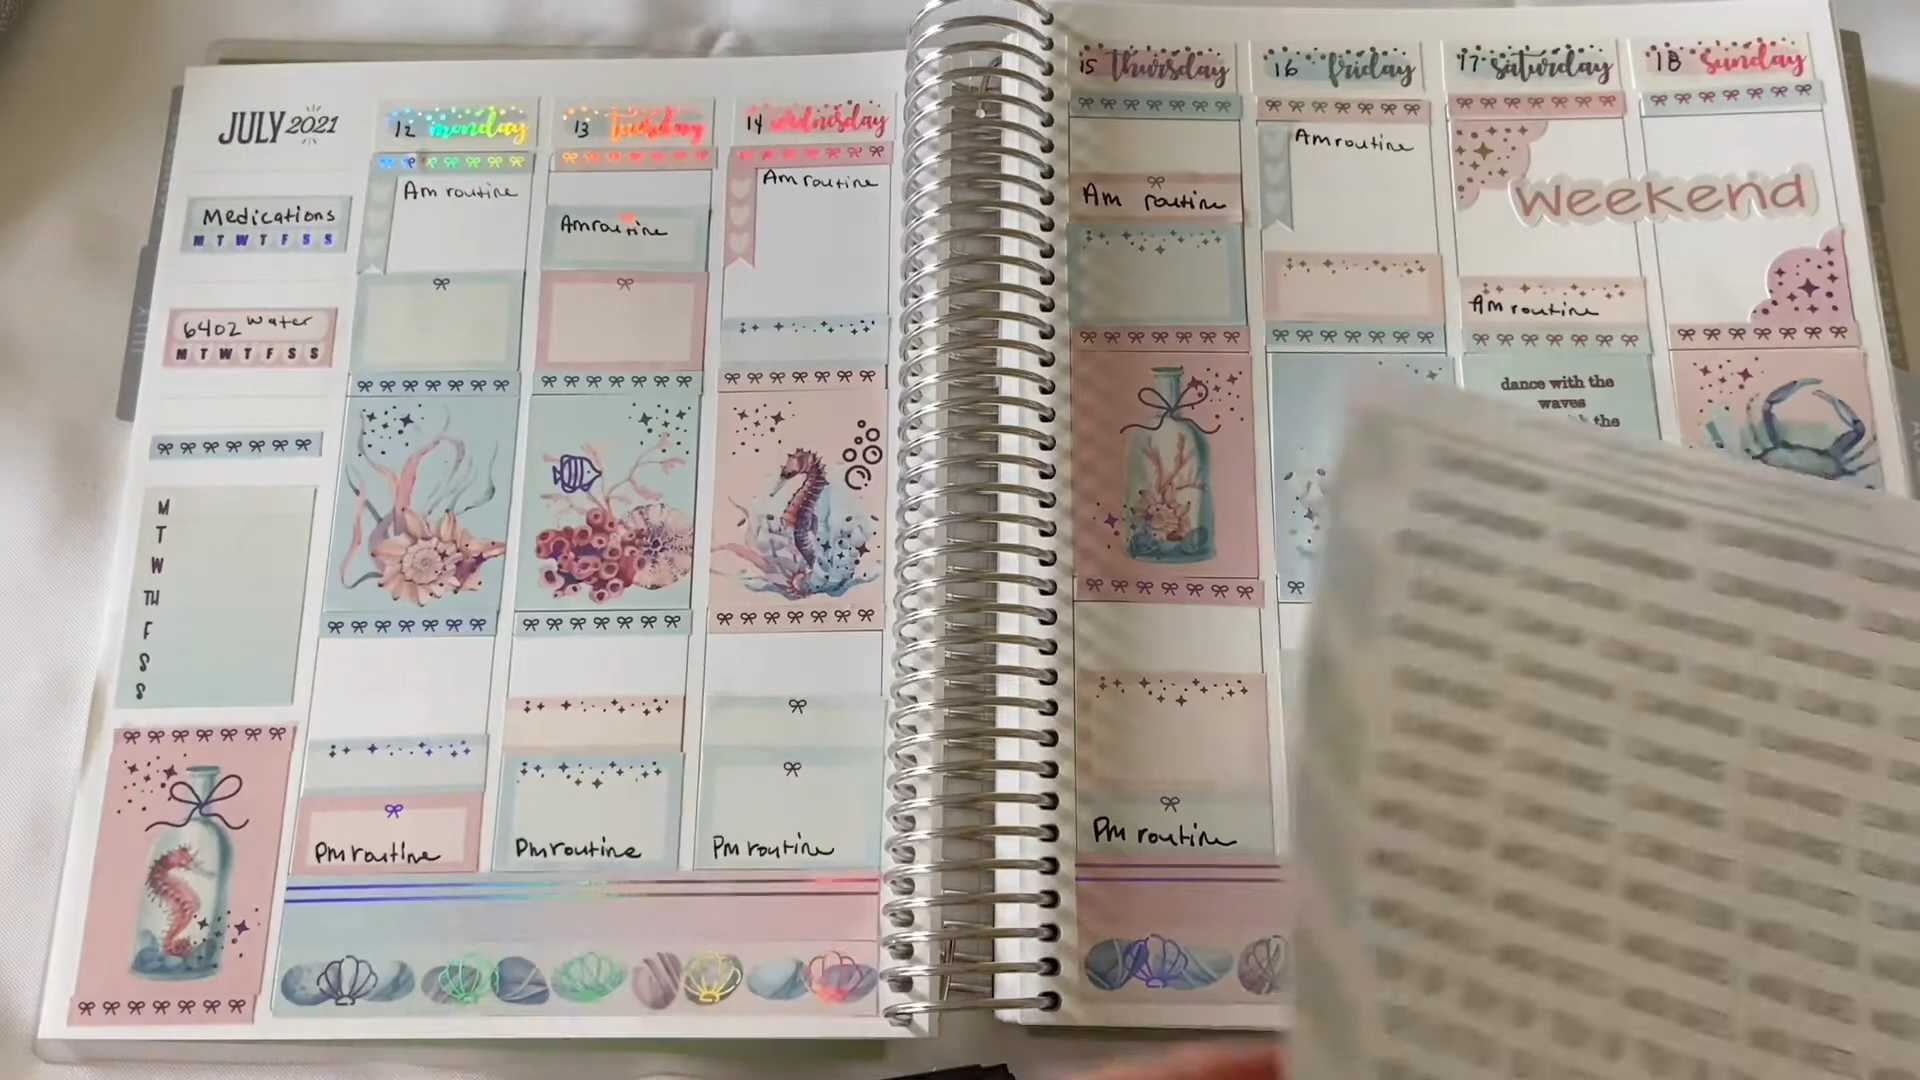 JULY 2021
Medications
M T W T F S S
64oz water
M T W T F S S
M
T
W
TH
F
S
S
12 monday
Am routine
Pm routine
13 tuesday
Am routine
Pm routine
14 wednesday
Am routine
Pm routine
15 thursday
Am routine
Pm routine
16 friday
Am routine
17 saturday
18 sunday
weekend
Am routine
dance with the
waves
the